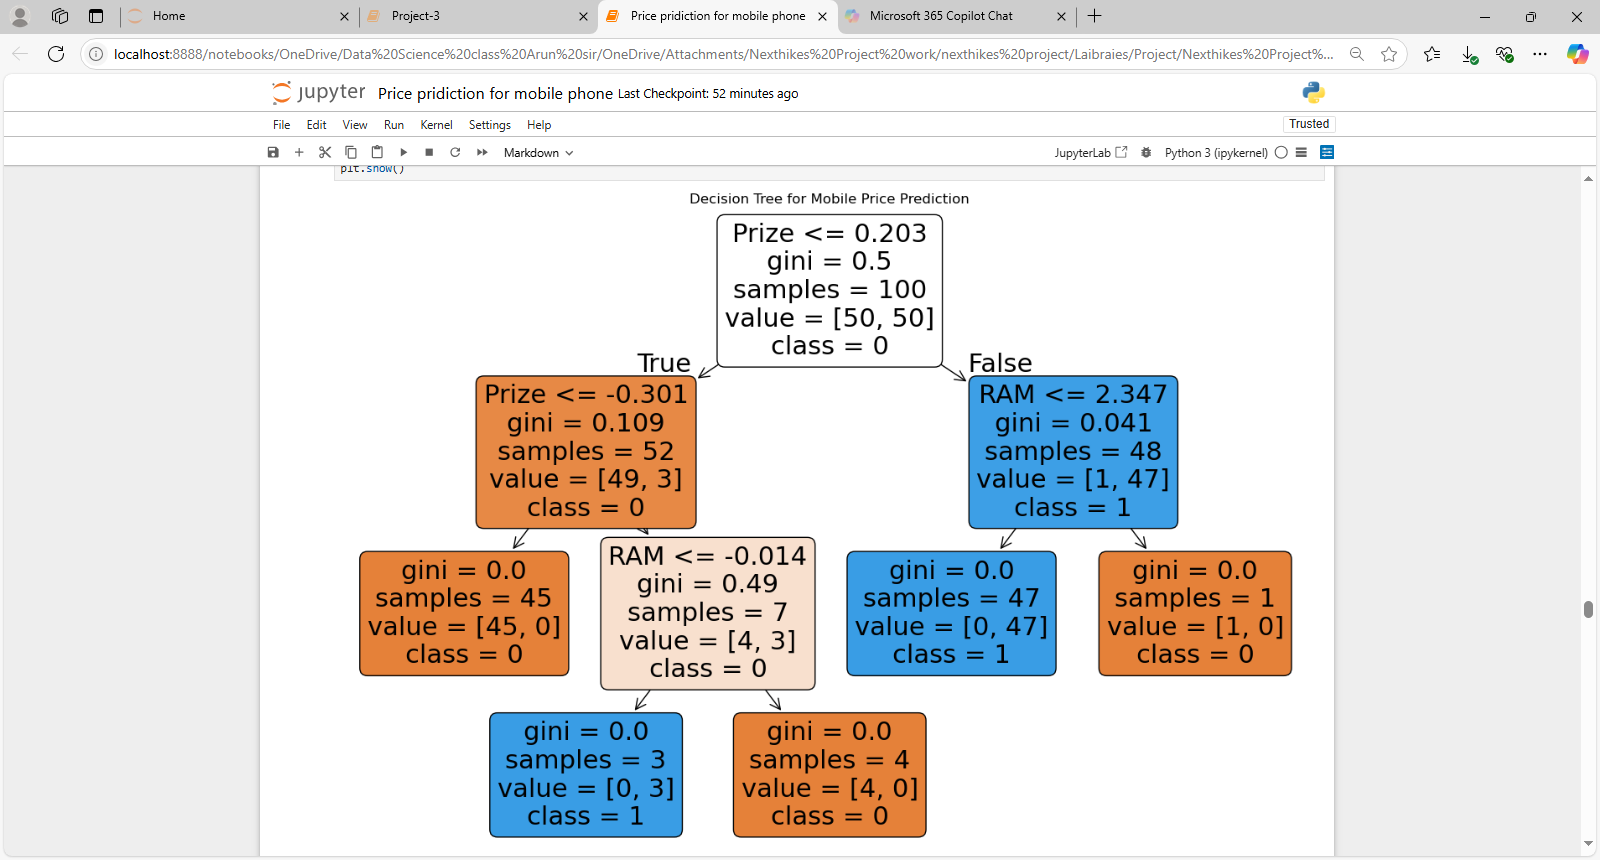 Home
Project-3
Price pridiction for mobile phone
Microsoft 365 Copilot Chat
localhost:8888/notebooks/OneDrive/Data%20Science%20class%20Arun%20sir/OneDrive/Attachments/Nexthikes%20Project%20work/nexthikes%20project/Laibraies/Project/Nexthikes%20Project%...
jupyter Price pridiction for mobile phone Last Checkpoint: 52 minutes ago
File Edit View Run Kernel Settings Help
Trusted
Markdown
JupyterLab
Python 3 (ipykernel)
plt.show()
Decision Tree for Mobile Price Prediction
Prize <= 0.203
gini = 0.5
samples = 100
value = [50, 50]
class = 0
True
False
Prize <= -0.301
gini = 0.109
samples = 52
value = [49, 3]
class = 0
RAM <= 2.347
gini = 0.041
samples = 48
value = [1, 47]
class = 1
gini = 0.0
samples = 45
value = [45, 0]
class = 0
RAM <= -0.014
gini = 0.49
samples = 7
value = [4, 3]
class = 0
gini = 0.0
samples = 47
value = [0, 47]
class = 1
gini = 0.0
samples = 1
value = [1, 0]
class = 0
gini = 0.0
samples = 3
value = [0, 3]
class = 1
gini = 0.0
samples = 4
value = [4, 0]
class = 0